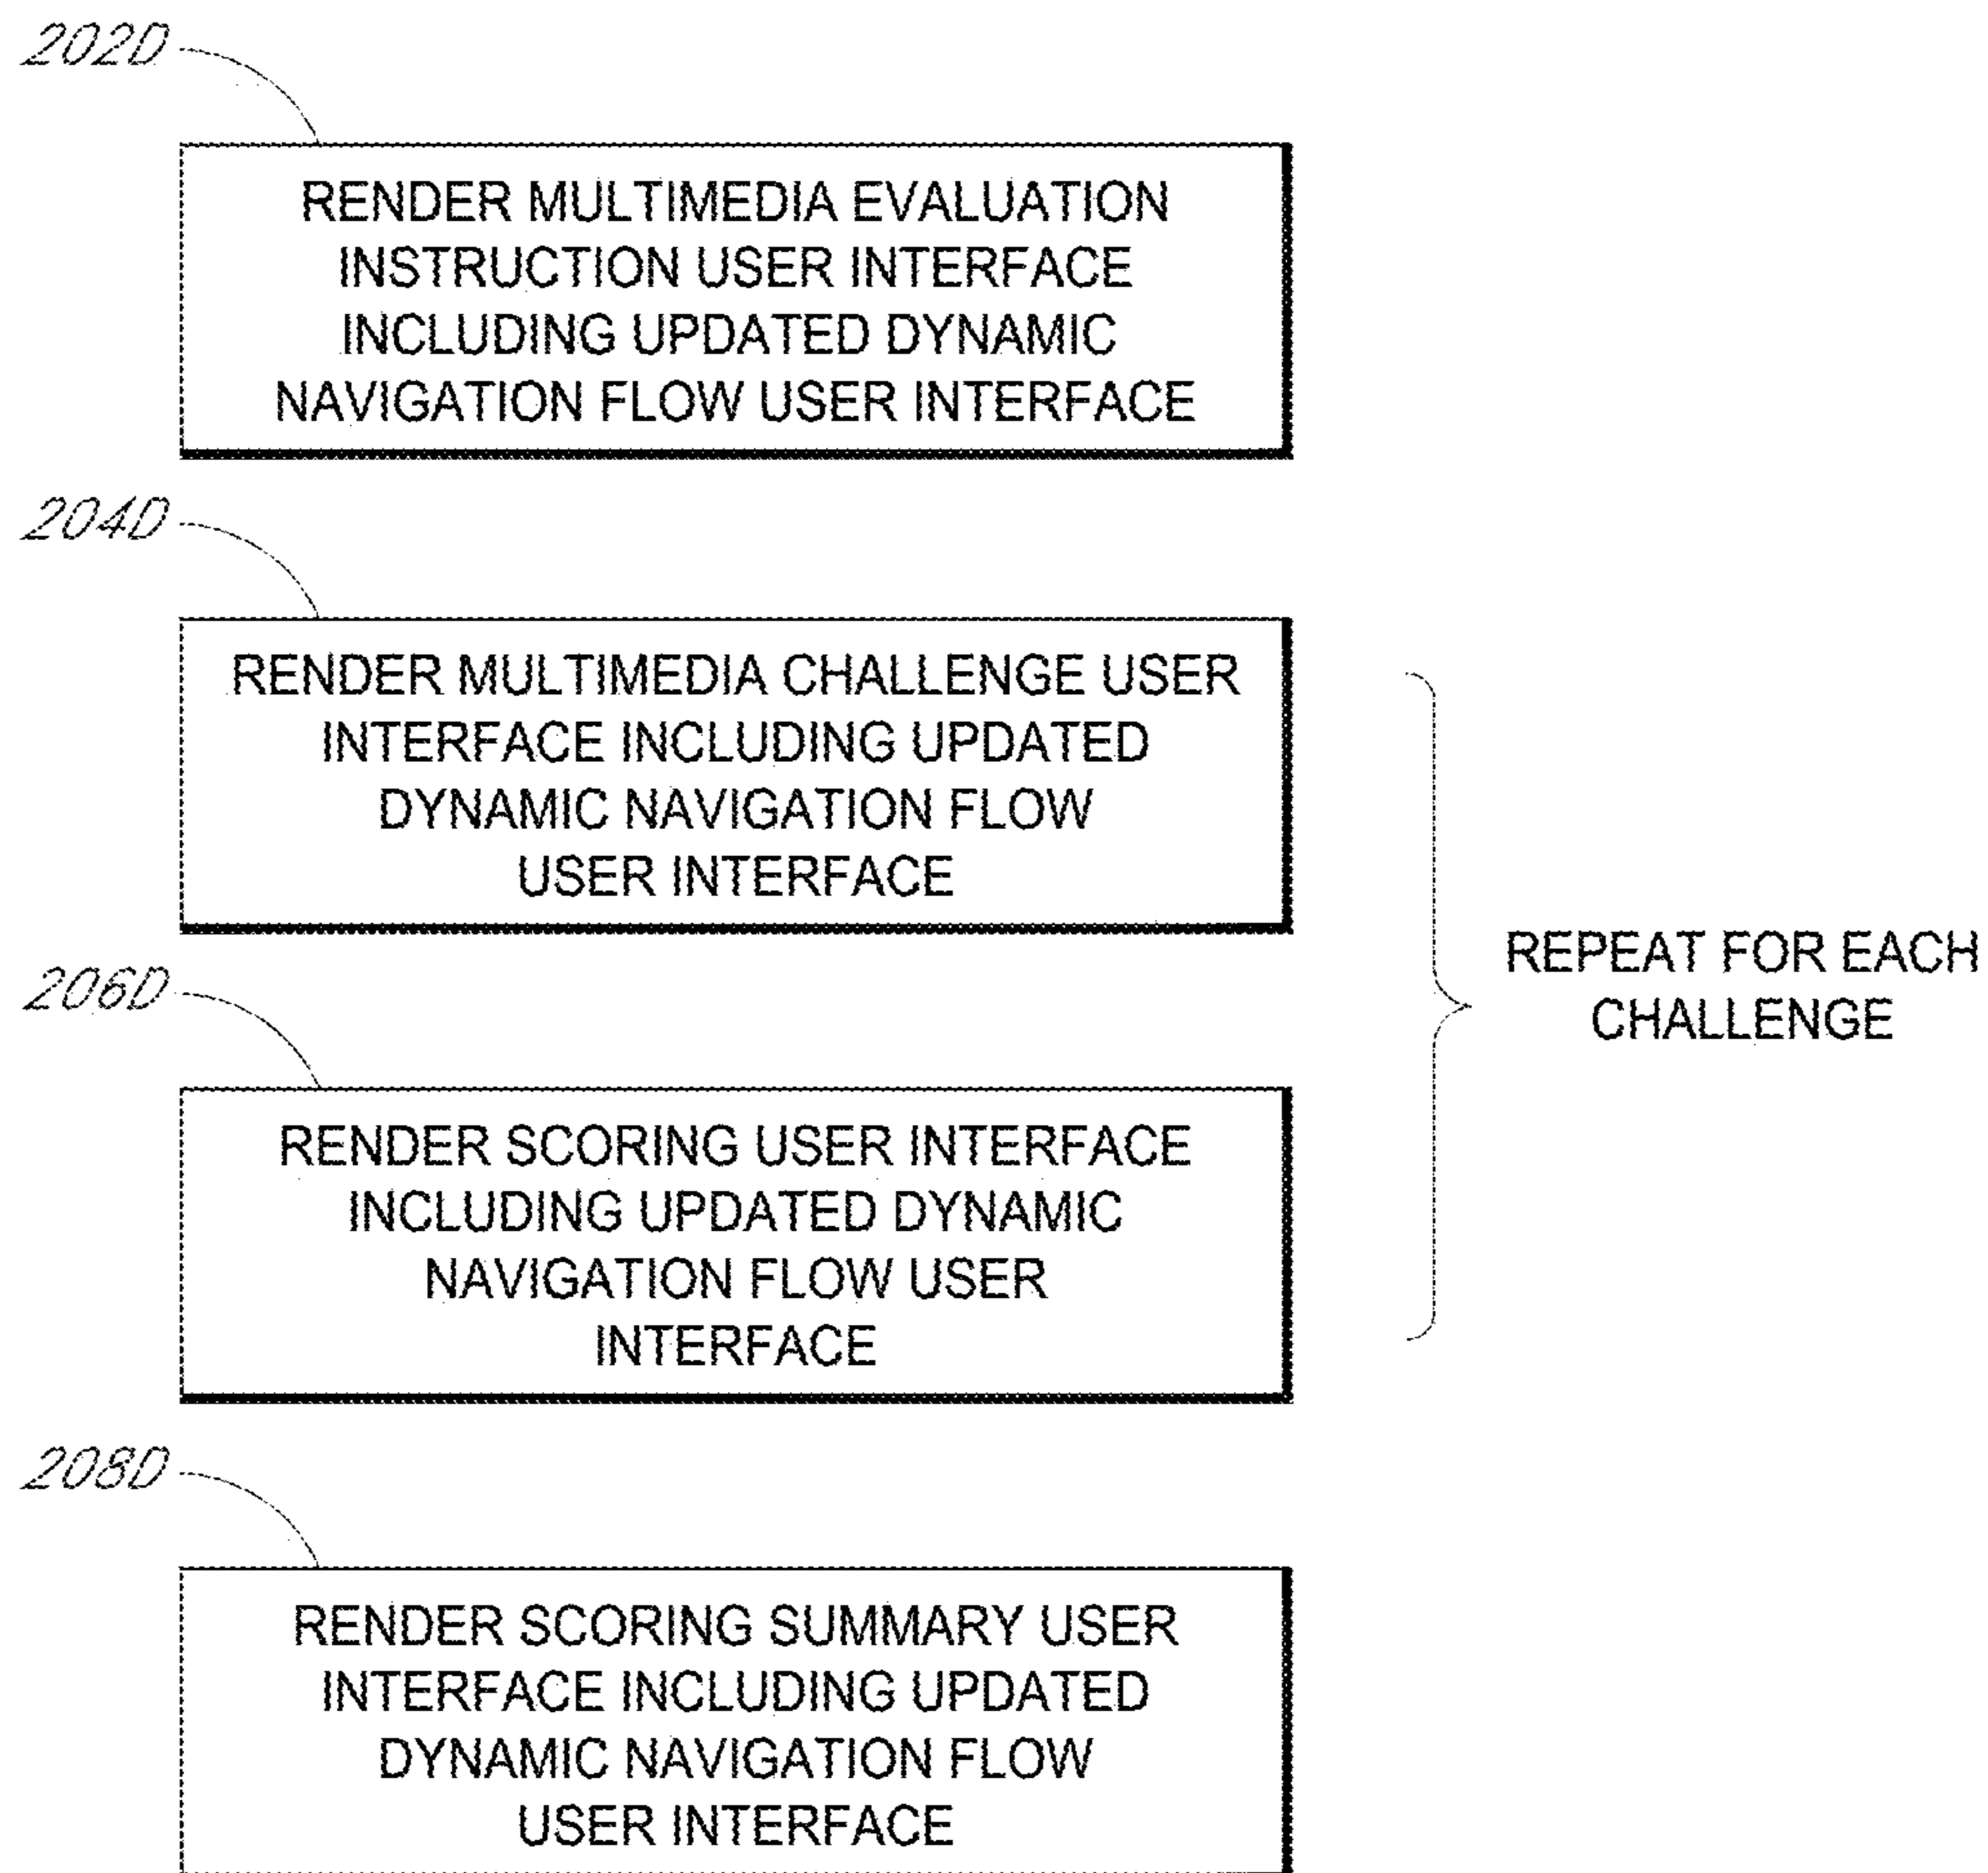 202D
RENDER MULTIMEDIA EVALUATION
INSTRUCTION USER INTERFACE
INCLUDING UPDATED DYNAMIC
NAVIGATION FLOW USER INTERFACE
204D
RENDER MULTIMEDIA CHALLENGE USER
INTERFACE INCLUDING UPDATED
DYNAMIC NAVIGATION FLOW
USER INTERFACE
206D
RENDER SCORING USER INTERFACE
INCLUDING UPDATED DYNAMIC
NAVIGATION FLOW USER
INTERFACE
REPEAT FOR EACH
CHALLENGE
208D
RENDER SCORING SUMMARY USER
INTERFACE INCLUDING UPDATED
DYNAMIC NAVIGATION FLOW
USER INTERFACE